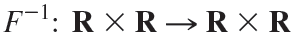 F⁻¹: R × R → R × R